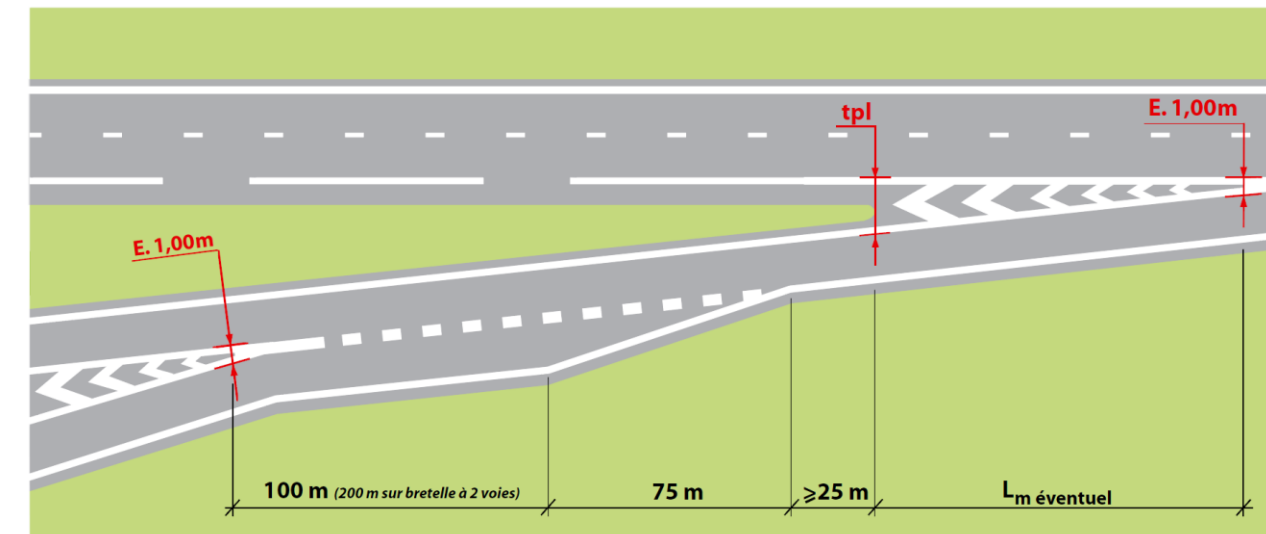 tpl
E. 1,00m
E. 1,00m
100 m (200 m sur bretelle à 2 voies)
75 m
⩾25 m
Lm éventuel